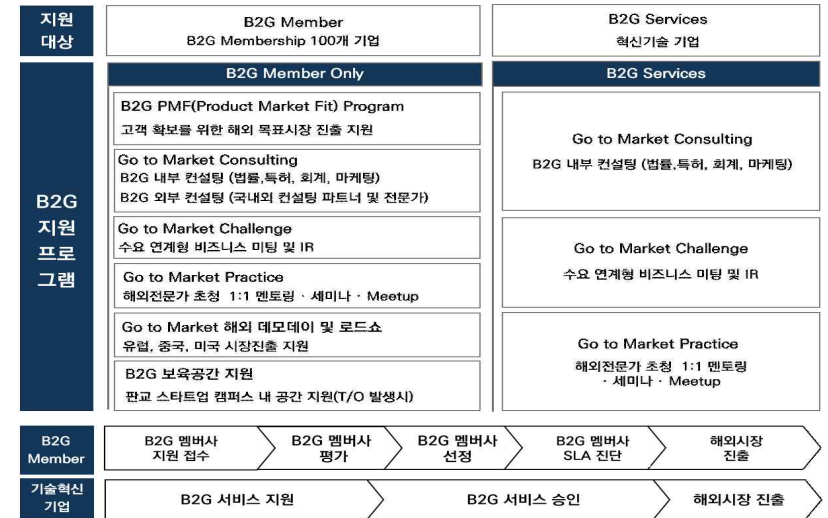 지원
대상
B2G Member
B2G Membership 100개 기업
B2G Services
혁신기술 기업
B2G
지원
프로
그램
B2G Member Only
B2G PMF(Product Market Fit) Program
고객 확보를 위한 해외 목표시장 진출 지원
Go to Market Consulting
B2G 내부 컨설팅 (법률,특허, 회계, 마케팅)
B2G 외부 컨설팅 (국내외 컨설팅 파트너 및 전문가)
Go to Market Challenge
수요 연계형 비즈니스 미팅 및 IR
Go to Market Practice
해외전문가 초청 1:1 멘토링 · 세미나 · Meetup
Go to Market 해외 데모데이 및 로드쇼
유럽, 중국, 미국 시장진출 지원
B2G 보육공간 지원
판교 스타트업 캠퍼스 내 공간 지원(T/O 발생시)
B2G Services
Go to Market Consulting
B2G 내부 컨설팅 (법률,특허, 회계, 마케팅)
Go to Market Challenge
수요 연계형 비즈니스 미팅 및 IR
Go to Market Practice
해외전문가 초청 1:1 멘토링
· 세미나 · Meetup
B2G
Member
B2G 멤버사
지원 접수
B2G 멤버사
평가
B2G 멤버사
선정
B2G 멤버사
SLA 진단
해외시장
진출
기술혁신
기업
B2G 서비스 지원
B2G 서비스 승인
해외시장 진출